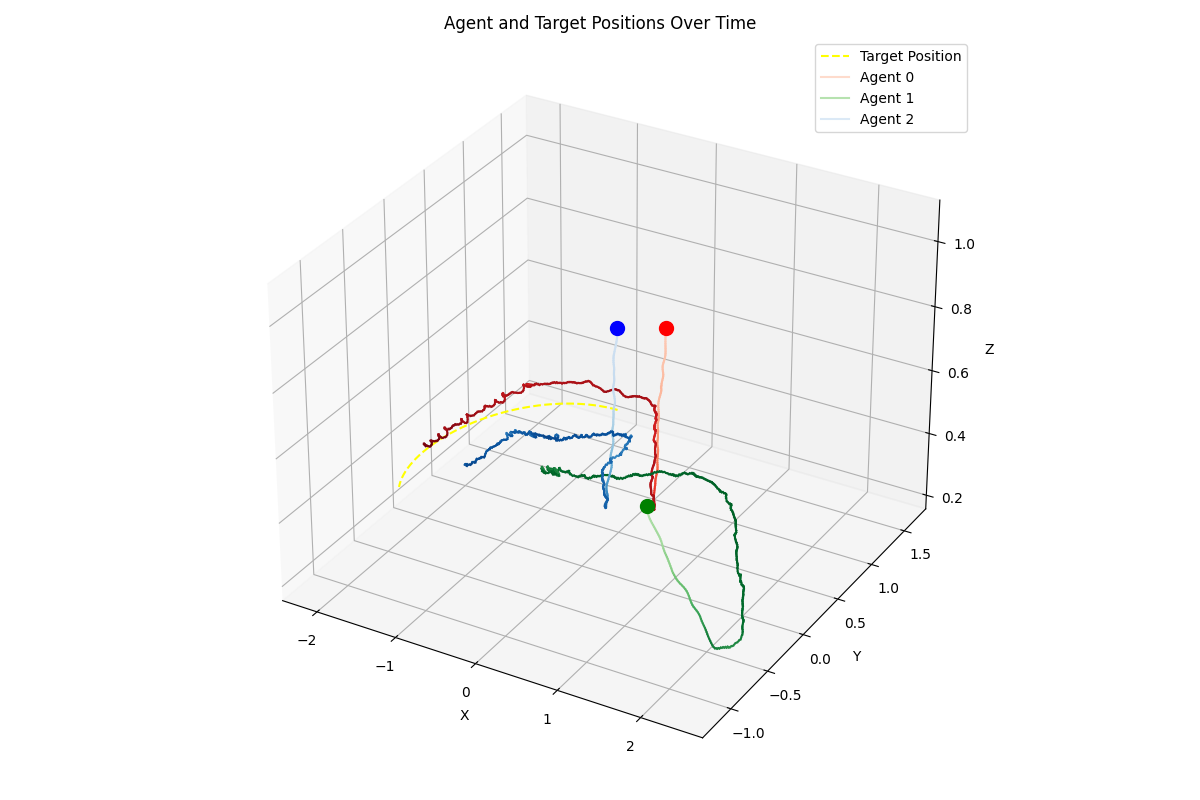 Agent and Target Positions Over Time
Target Position
Agent 0
Agent 1
Agent 2
1.0
0.8
Z
0.6
0.4
0.2
1.5
1.0
0.5
0.0
Y
−0.5
−1.0
−2
−1
0
X
1
2